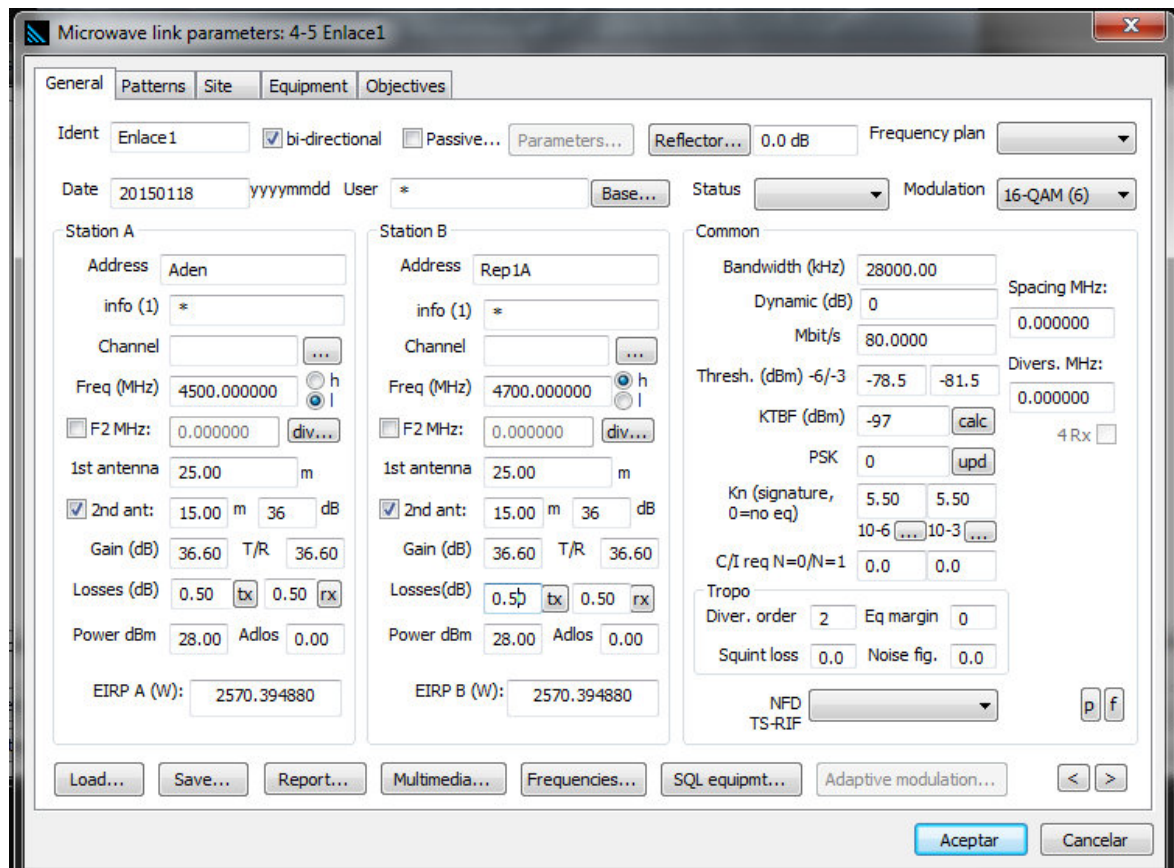 Microwave link parameters: 4-5 Enlace1
General Patterns Site Equipment Objectives
Ident Enlace1 bi-directional Passive... Parameters... Reflector... 0.0 dB Frequency plan
Date 20150118 yyyymmdd User * Base... Status Modulation 16-QAM (6)
Station A
Address Aden
info (1) *
Channel ...
Freq (MHz) 4500.000000 h l
F2 MHz: 0.000000 div...
1st antenna 25.00 m
2nd ant: 15.00 m 36 dB
Gain (dB) 36.60 T/R 36.60
Losses (dB) 0.50 tx 0.50 rx
Power dBm 28.00 Adlos 0.00
EIRP A (W): 2570.394880
Station B
Address Rep1A
info (1) *
Channel ...
Freq (MHz) 4700.000000 h l
F2 MHz: 0.000000 div...
1st antenna 25.00 m
2nd ant: 15.00 m 36 dB
Gain (dB) 36.60 T/R 36.60
Losses(dB) 0.50 tx 0.50 rx
Power dBm 28.00 Adlos 0.00
EIRP B (W): 2570.394880
Common
Bandwidth (kHz) 28000.00
Dynamic (dB) 0
Mbit/s 80.0000
Thresh. (dBm) -6/-3 -78.5 -81.5
KTBF (dBm) -97 calc
PSK 0 upd
Kn (signature, 5.50 5.50
0=no eq)
10-6 ... 10-3 ...
C/I req N=0/N=1 0.0 0.0
Spacing MHz:
0.000000
Divers. MHz:
0.000000
4 Rx
Tropo
Diver. order 2 Eq margin 0
Squint loss 0.0 Noise fig. 0.0
NFD
TS-RIF
p f
Load... Save... Report... Multimedia... Frequencies... SQL equipmt... Adaptive modulation... < >
Aceptar Cancelar